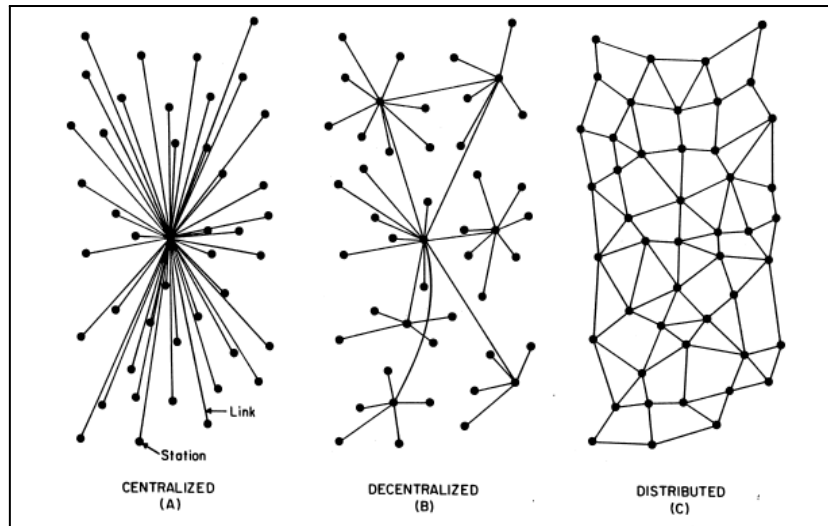 Link
Station
CENTRALIZED
(A)
DECENTRALIZED
(B)
DISTRIBUTED
(C)